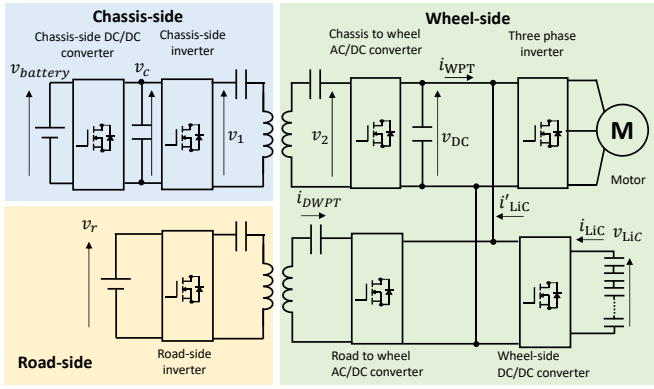 Chassis-side
Chassis-side DC/DC
converter
Chassis-side
inverter
v_battery
v_c
v_1
Wheel-side
Chassis to wheel
AC/DC converter
i_WPT
Three phase
inverter
v_2
v_DC
M
Motor
i'_LiC
v_r
Road-side
inverter
Road-side
i_DWPT
i_LiC
v_LiC
Road to wheel
AC/DC converter
Wheel-side
DC/DC converter